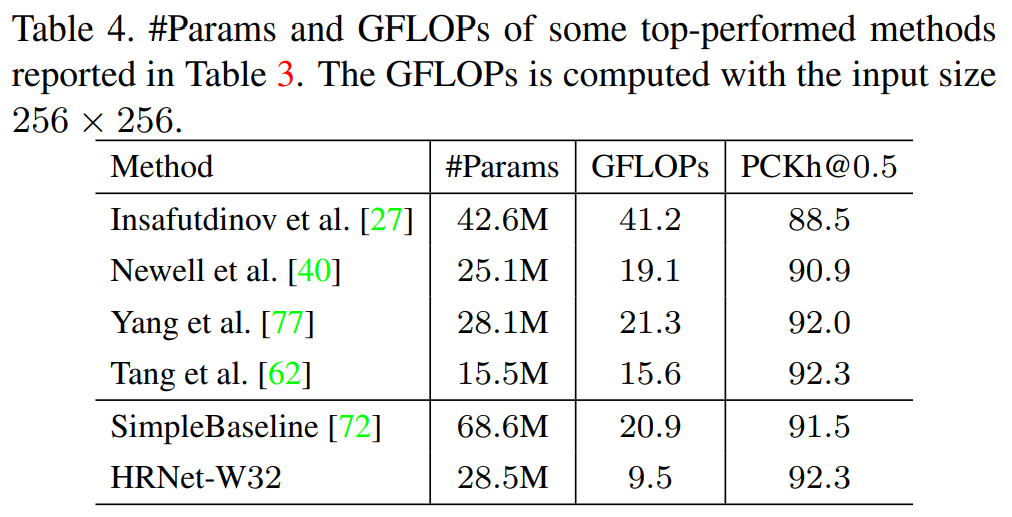 Table 4. #Params and GFLOPs of some top-performed methods
reported in Table 3. The GFLOPs is computed with the input size
256 × 256.
Method #Params GFLOPs PCKh@0.5
Insafutdinov et al. [27] 42.6M 41.2 88.5
Newell et al. [40] 25.1M 19.1 90.9
Yang et al. [77] 28.1M 21.3 92.0
Tang et al. [62] 15.5M 15.6 92.3
SimpleBaseline [72] 68.6M 20.9 91.5
HRNet-W32 28.5M 9.5 92.3